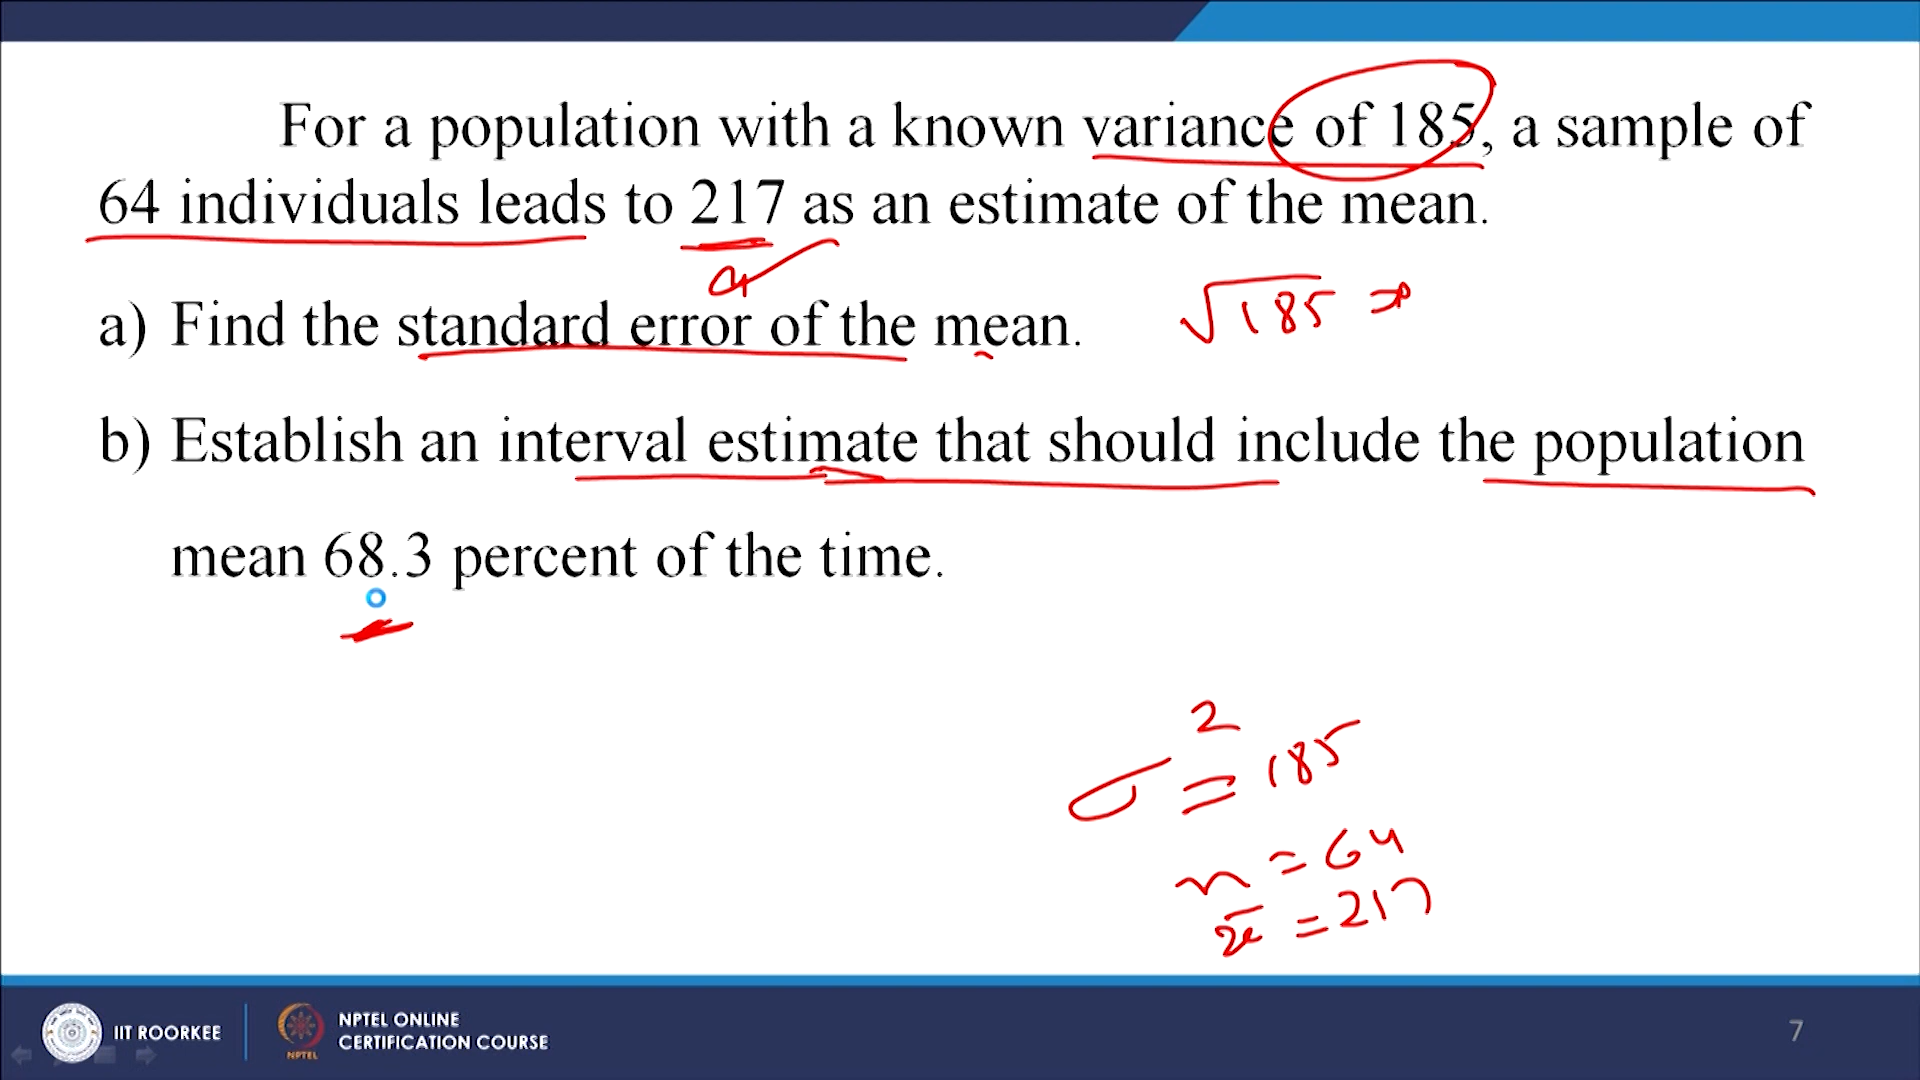 For a population with a known variance of 185, a sample of
64 individuals leads to 217 as an estimate of the mean.
a) Find the standard error of the mean.
√185 ⇒
b) Establish an interval estimate that should include the population
mean 68.3 percent of the time.
σ² = 185
n = 64
x̄ = 217
IIT ROORKEE
NPTEL
NPTEL ONLINE
CERTIFICATION COURSE
7